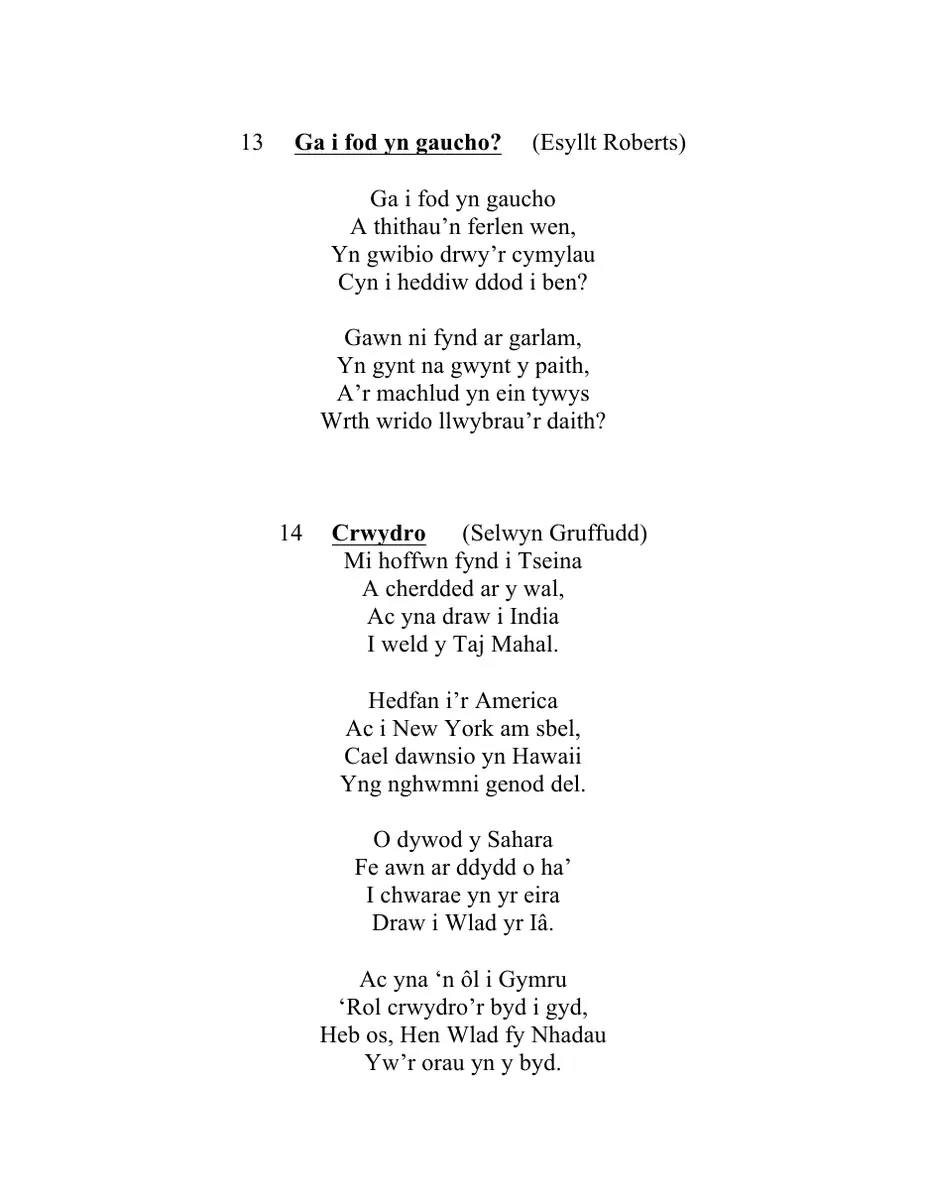 13 Ga i fod yn gaucho? (Esyllt Roberts)
Ga i fod yn gaucho
A thithau’n ferlen wen,
Yn gwibio drwy’r cymylau
Cyn i heddiw ddod i ben?
Gawn ni fynd ar garlam,
Yn gynt na gwynt y paith,
A’r machlud yn ein tywys
Wrth wrido llwybrau’r daith?
14 Crwydro (Selwyn Gruffudd)
Mi hoffwn fynd i Tseina
A cherdded ar y wal,
Ac yna draw i India
I weld y Taj Mahal.
Hedfan i’r America
Ac i New York am sbel,
Cael dawnsio yn Hawaii
Yng nghwmni genod del.
O dywod y Sahara
Fe awn ar ddydd o ha’
I chwarae yn yr eira
Draw i Wlad yr Iâ.
Ac yna ‘n ôl i Gymru
‘Rol crwydro’r byd i gyd,
Heb os, Hen Wlad fy Nhadau
Yw’r orau yn y byd.